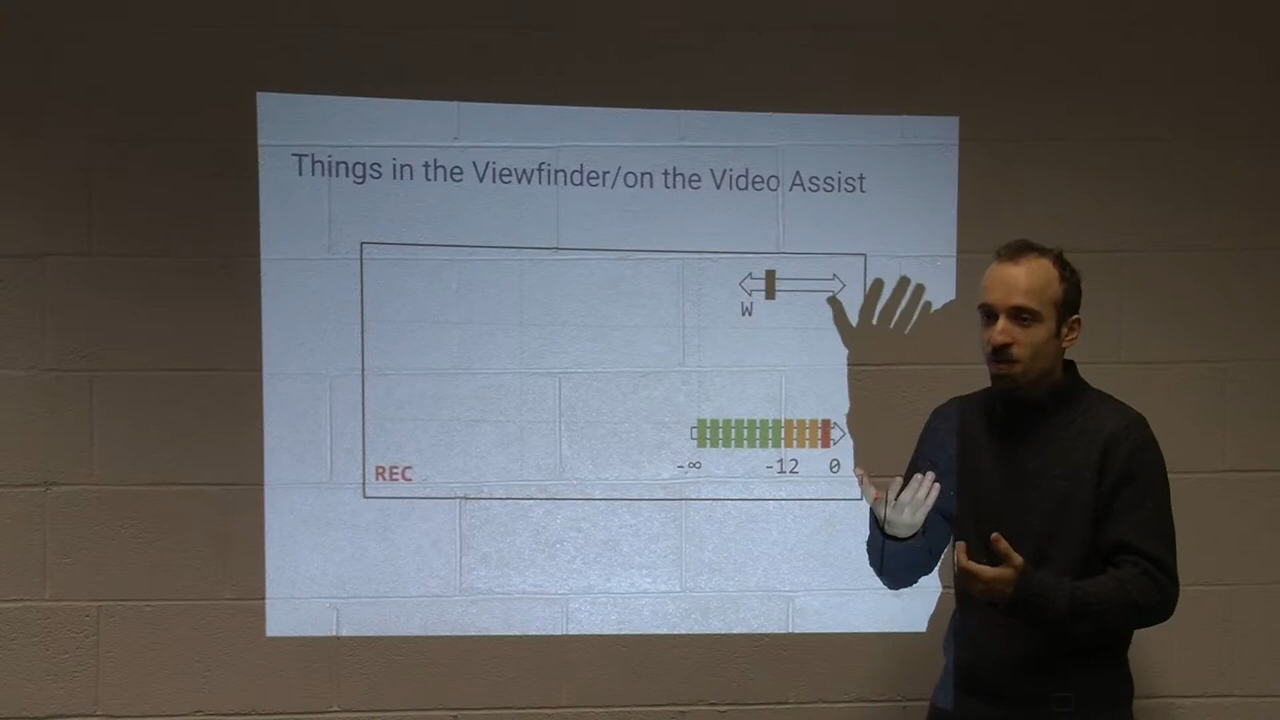 Things in the Viewfinder/on the Video Assist
W
-∞ -12 0
REC